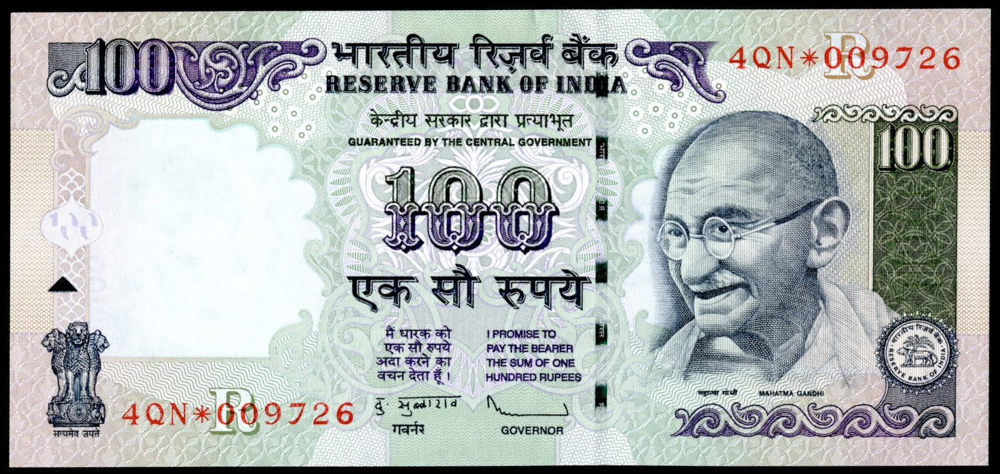 100
भारतीय रिज़र्व बैंक
RESERVE BANK OF INDIA
4QN*009726
केन्द्रीय सरकार द्वारा प्रत्याभूत
GUARANTEED BY THE CENTRAL GOVERNMENT
100
100
एक सौ रुपये
मैं धारक को
एक सौ रुपये
अदा करने का
वचन देता हूँ ।
I PROMISE TO
PAY THE BEARER
THE SUM OF ONE
HUNDRED RUPEES
भारतीय रिज़र्व बैंक
RESERVE BANK OF INDIA
महात्मा गांधी MAHATMA GANDHI
R
4QN*009726
R
दु. सुब्बाराव
गवर्नर
GOVERNOR
सत्यमेव जयते